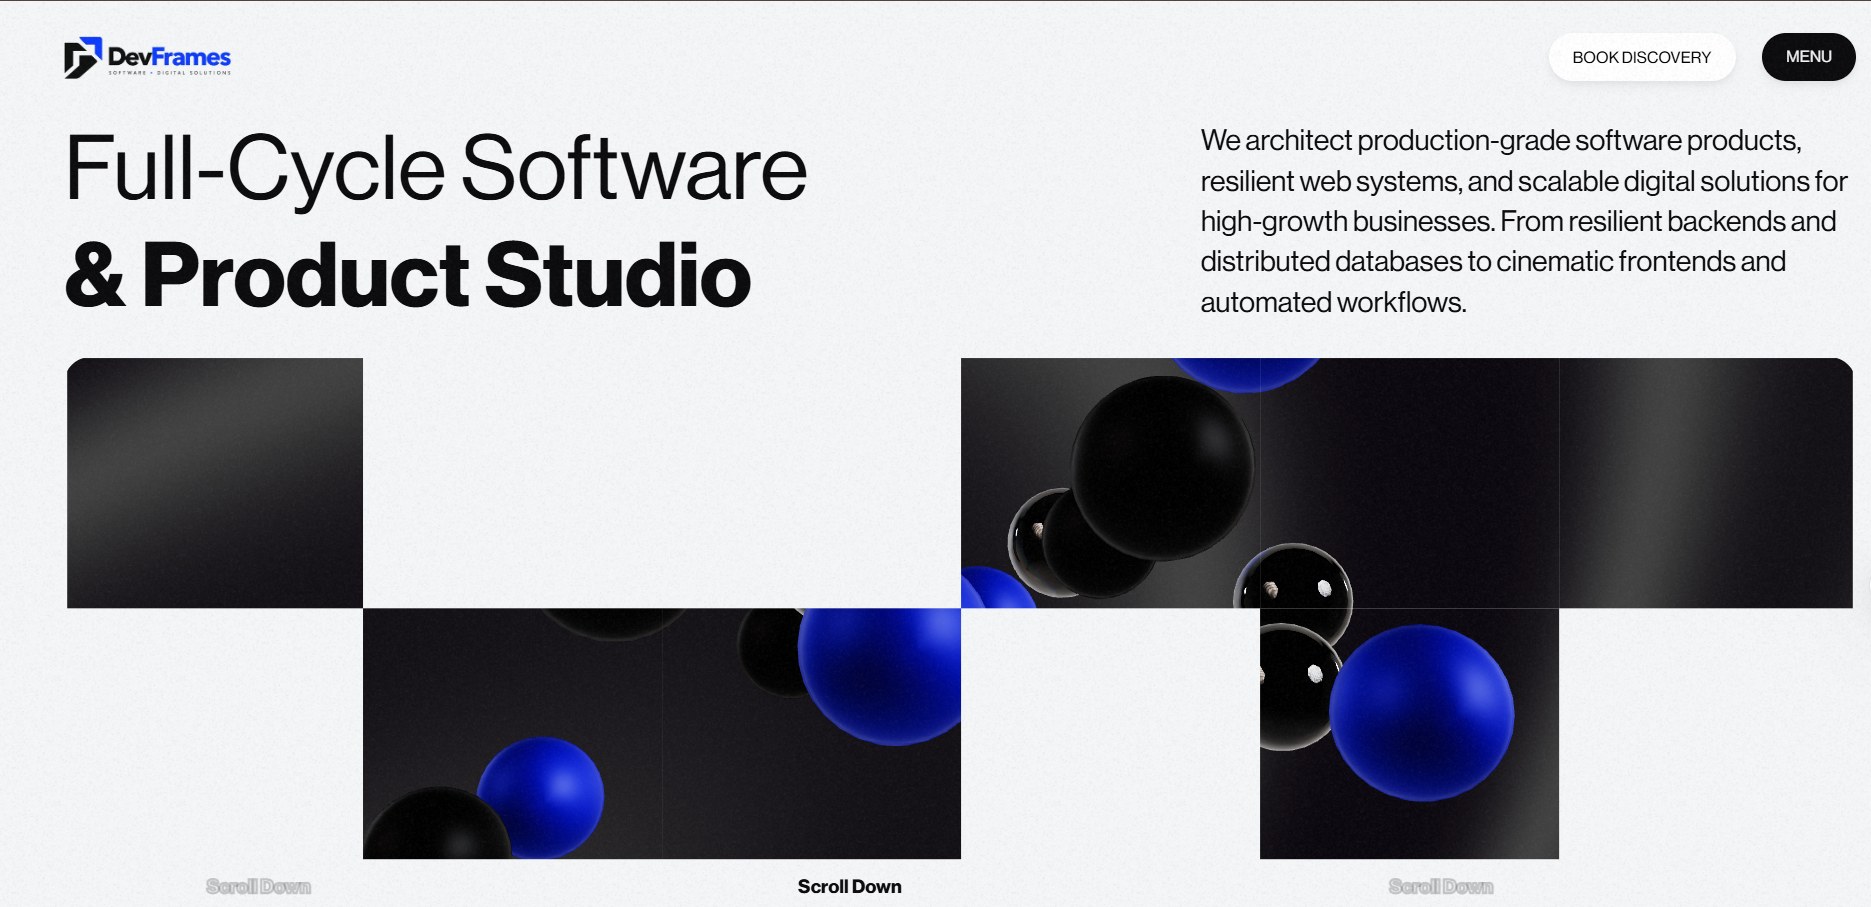 DevFrames
SOFTWARE + DIGITAL SOLUTIONS
BOOK DISCOVERY
MENU
Full-Cycle Software
& Product Studio
We architect production-grade software products,
resilient web systems, and scalable digital solutions for
high-growth businesses. From resilient backends and
distributed databases to cinematic frontends and
automated workflows.
Scroll Down
Scroll Down
Scroll Down